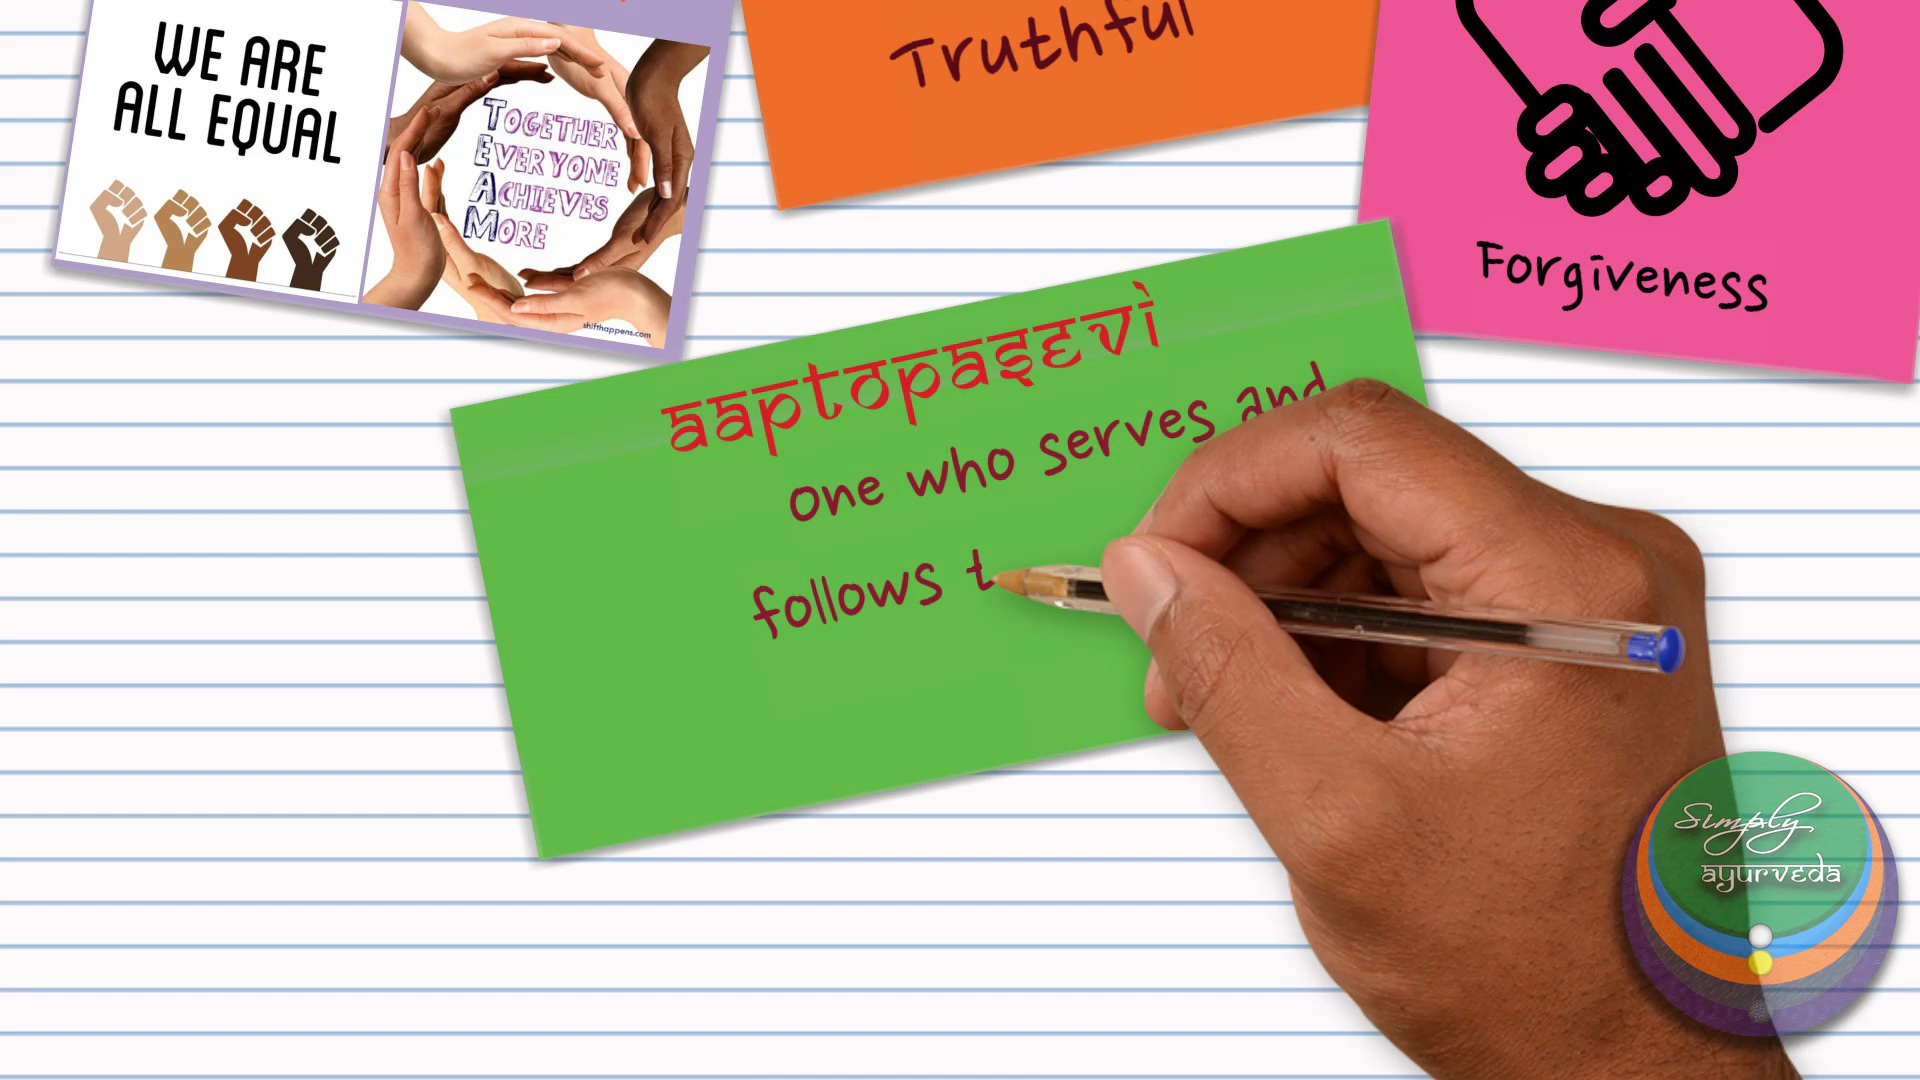 WE ARE
ALL EQUAL
TOGETHER
EVERYONE
ACHIEVES
MORE
shifthappens.com
Truthful
Forgiveness
aaptopasevi
one who serves and
follows t
Simply
ayurveda